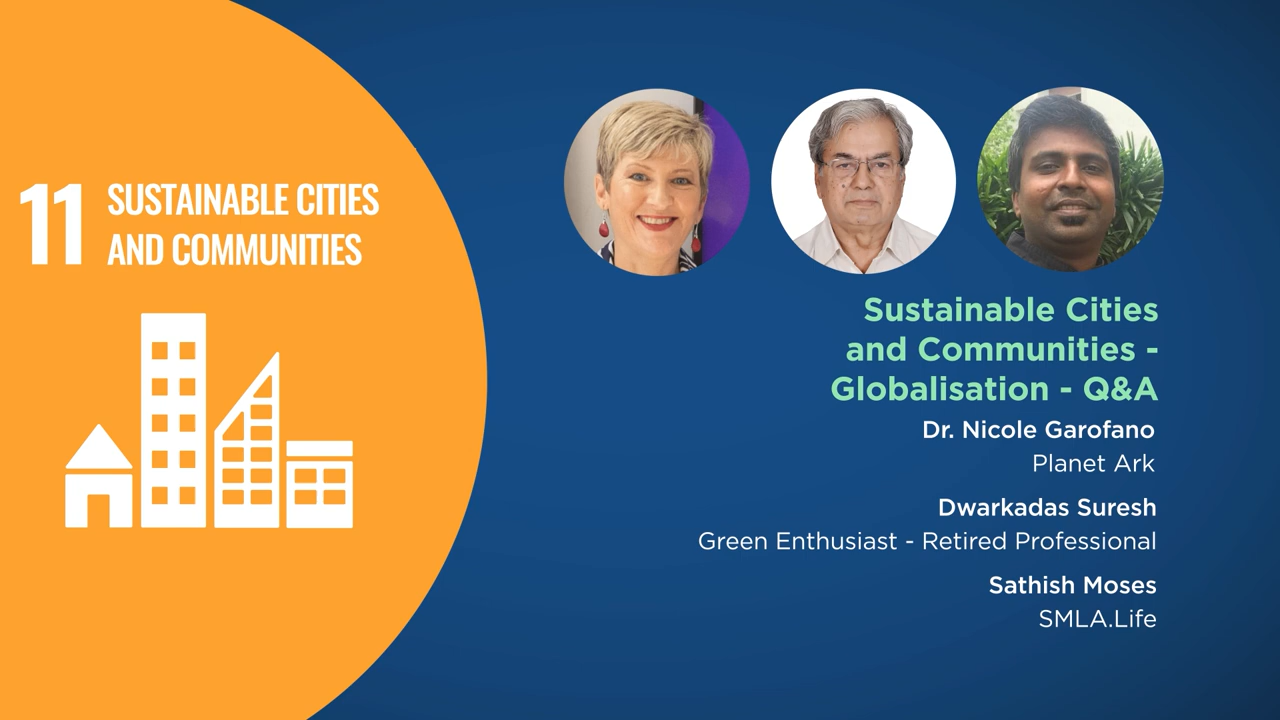 11
SUSTAINABLE CITIES
AND COMMUNITIES
Sustainable Cities
and Communities -
Globalisation - Q&A
Dr. Nicole Garofano
Planet Ark
Dwarkadas Suresh
Green Enthusiast - Retired Professional
Sathish Moses
SMLA.Life